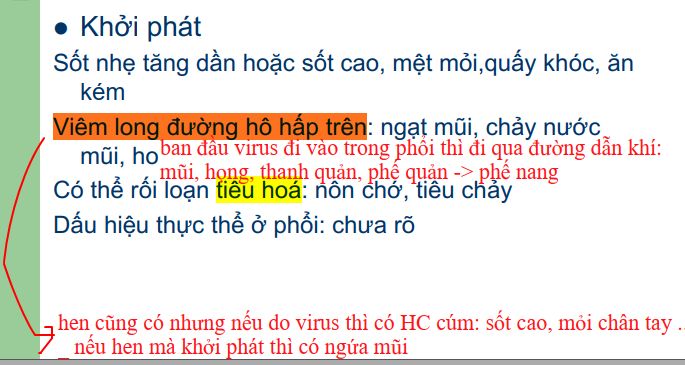 ● Khởi phát
Sốt nhẹ tăng dần hoặc sốt cao, mệt mỏi,quấy khóc, ăn
kém
Viêm long đường hô hấp trên: ngạt mũi, chảy nước
mũi, ho
ban đầu virus đi vào trong phổi thì đi qua đường dẫn khí:
mũi, họng, thanh quản, phế quản -> phế nang
Có thể rối loạn tiêu hoá: nôn chớ, tiêu chảy
Dấu hiệu thực thể ở phổi: chưa rõ
hen cũng có nhưng nếu do virus thì có HC cúm: sốt cao, mỏi chân tay ..
nếu hen mà khởi phát thì có ngứa mũi